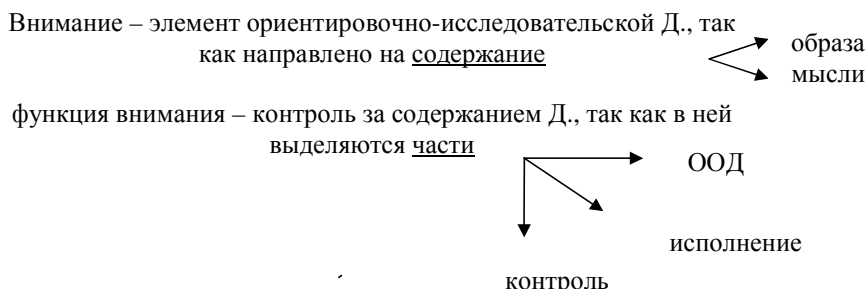 Внимание – элемент ориентировочно-исследовательской Д., так
как направлено на содержание
образа
мысли
функция внимания – контроль за содержанием Д., так как в ней
выделяются части
ООД
исполнение
контроль